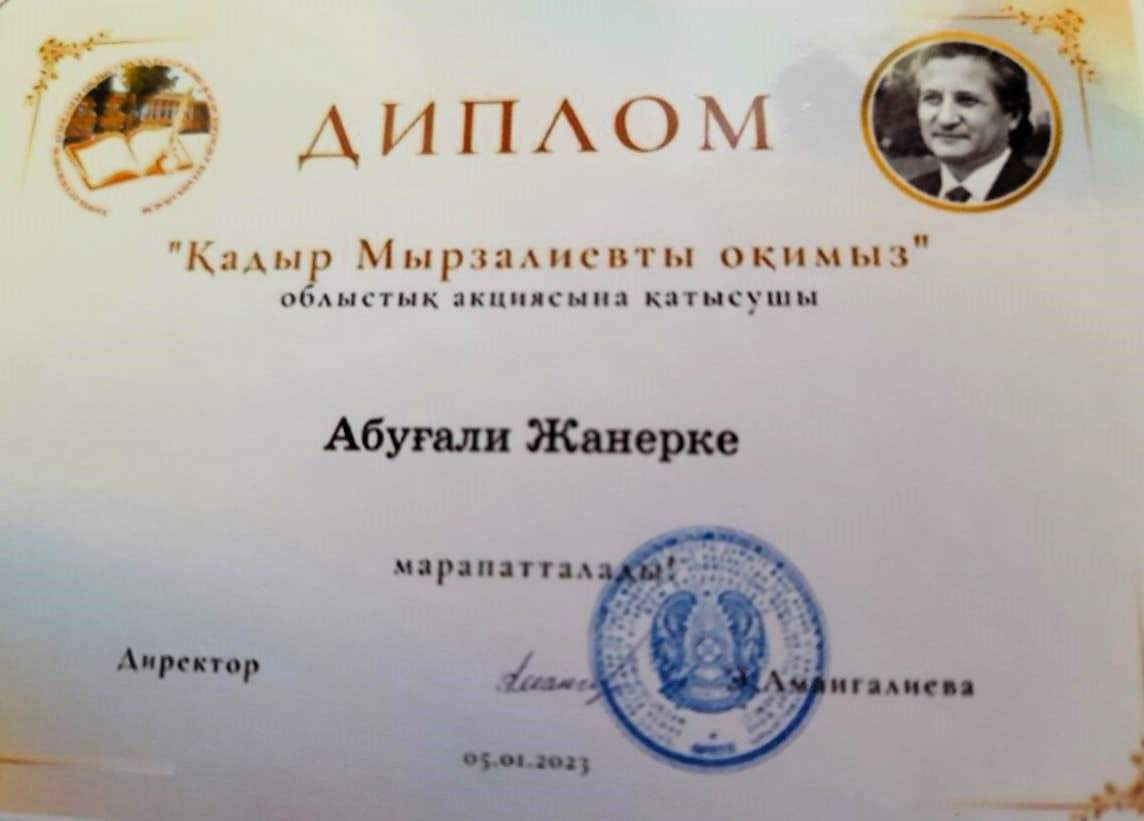 ДИПЛОМ
"Қадыр Мырзалиевты оқимыз"
облыстық акциясына қатысушы
Абуғали Жанерке
марапатталады!
Директор
Амангалиева
05.01.2023